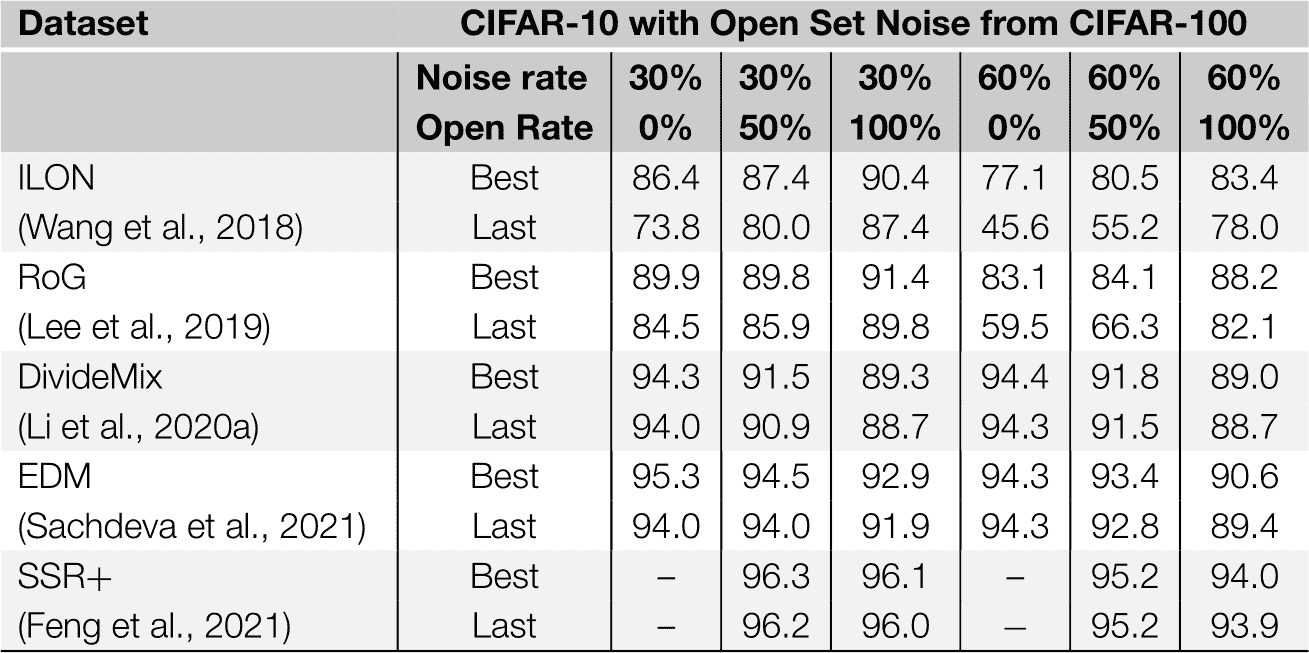 Dataset CIFAR-10 with Open Set Noise from CIFAR-100
Noise rate 30% 30% 30% 60% 60% 60%
Open Rate 0% 50% 100% 0% 50% 100%
ILON Best 86.4 87.4 90.4 77.1 80.5 83.4
(Wang et al., 2018) Last 73.8 80.0 87.4 45.6 55.2 78.0
RoG Best 89.9 89.8 91.4 83.1 84.1 88.2
(Lee et al., 2019) Last 84.5 85.9 89.8 59.5 66.3 82.1
DivideMix Best 94.3 91.5 89.3 94.4 91.8 89.0
(Li et al., 2020a) Last 94.0 90.9 88.7 94.3 91.5 88.7
EDM Best 95.3 94.5 92.9 94.3 93.4 90.6
(Sachdeva et al., 2021) Last 94.0 94.0 91.9 94.3 92.8 89.4
SSR+ Best – 96.3 96.1 – 95.2 94.0
(Feng et al., 2021) Last – 96.2 96.0 — 95.2 93.9